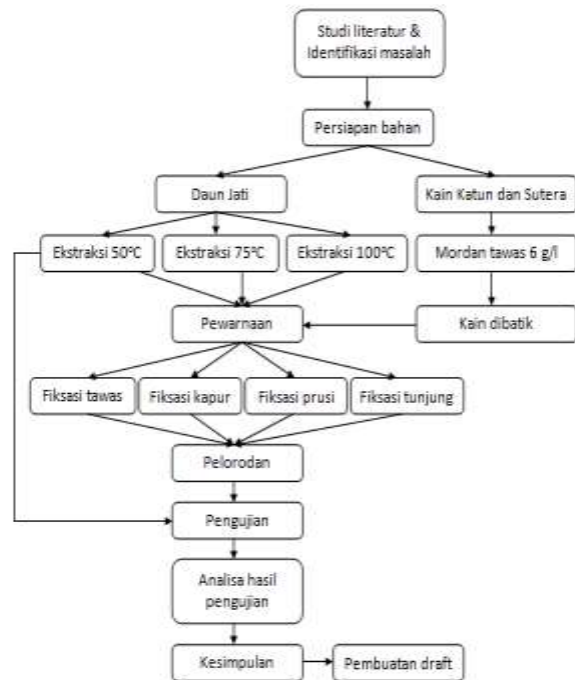 Studi literatur &
Identifikasi masalah
Persiapan bahan
Daun Jati
Kain Katun dan Sutera
Ekstraksi 50°C
Ekstraksi 75°C
Ekstraksi 100°C
Mordan tawas 6 g/l
Pewarnaan
Kain dibatik
Fiksasi tawas
Fiksasi kapur
Fiksasi prusi
Fiksasi tunjung
Pelorodan
Pengujian
Analisa hasil
pengujian
Kesimpulan
Pembuatan draft